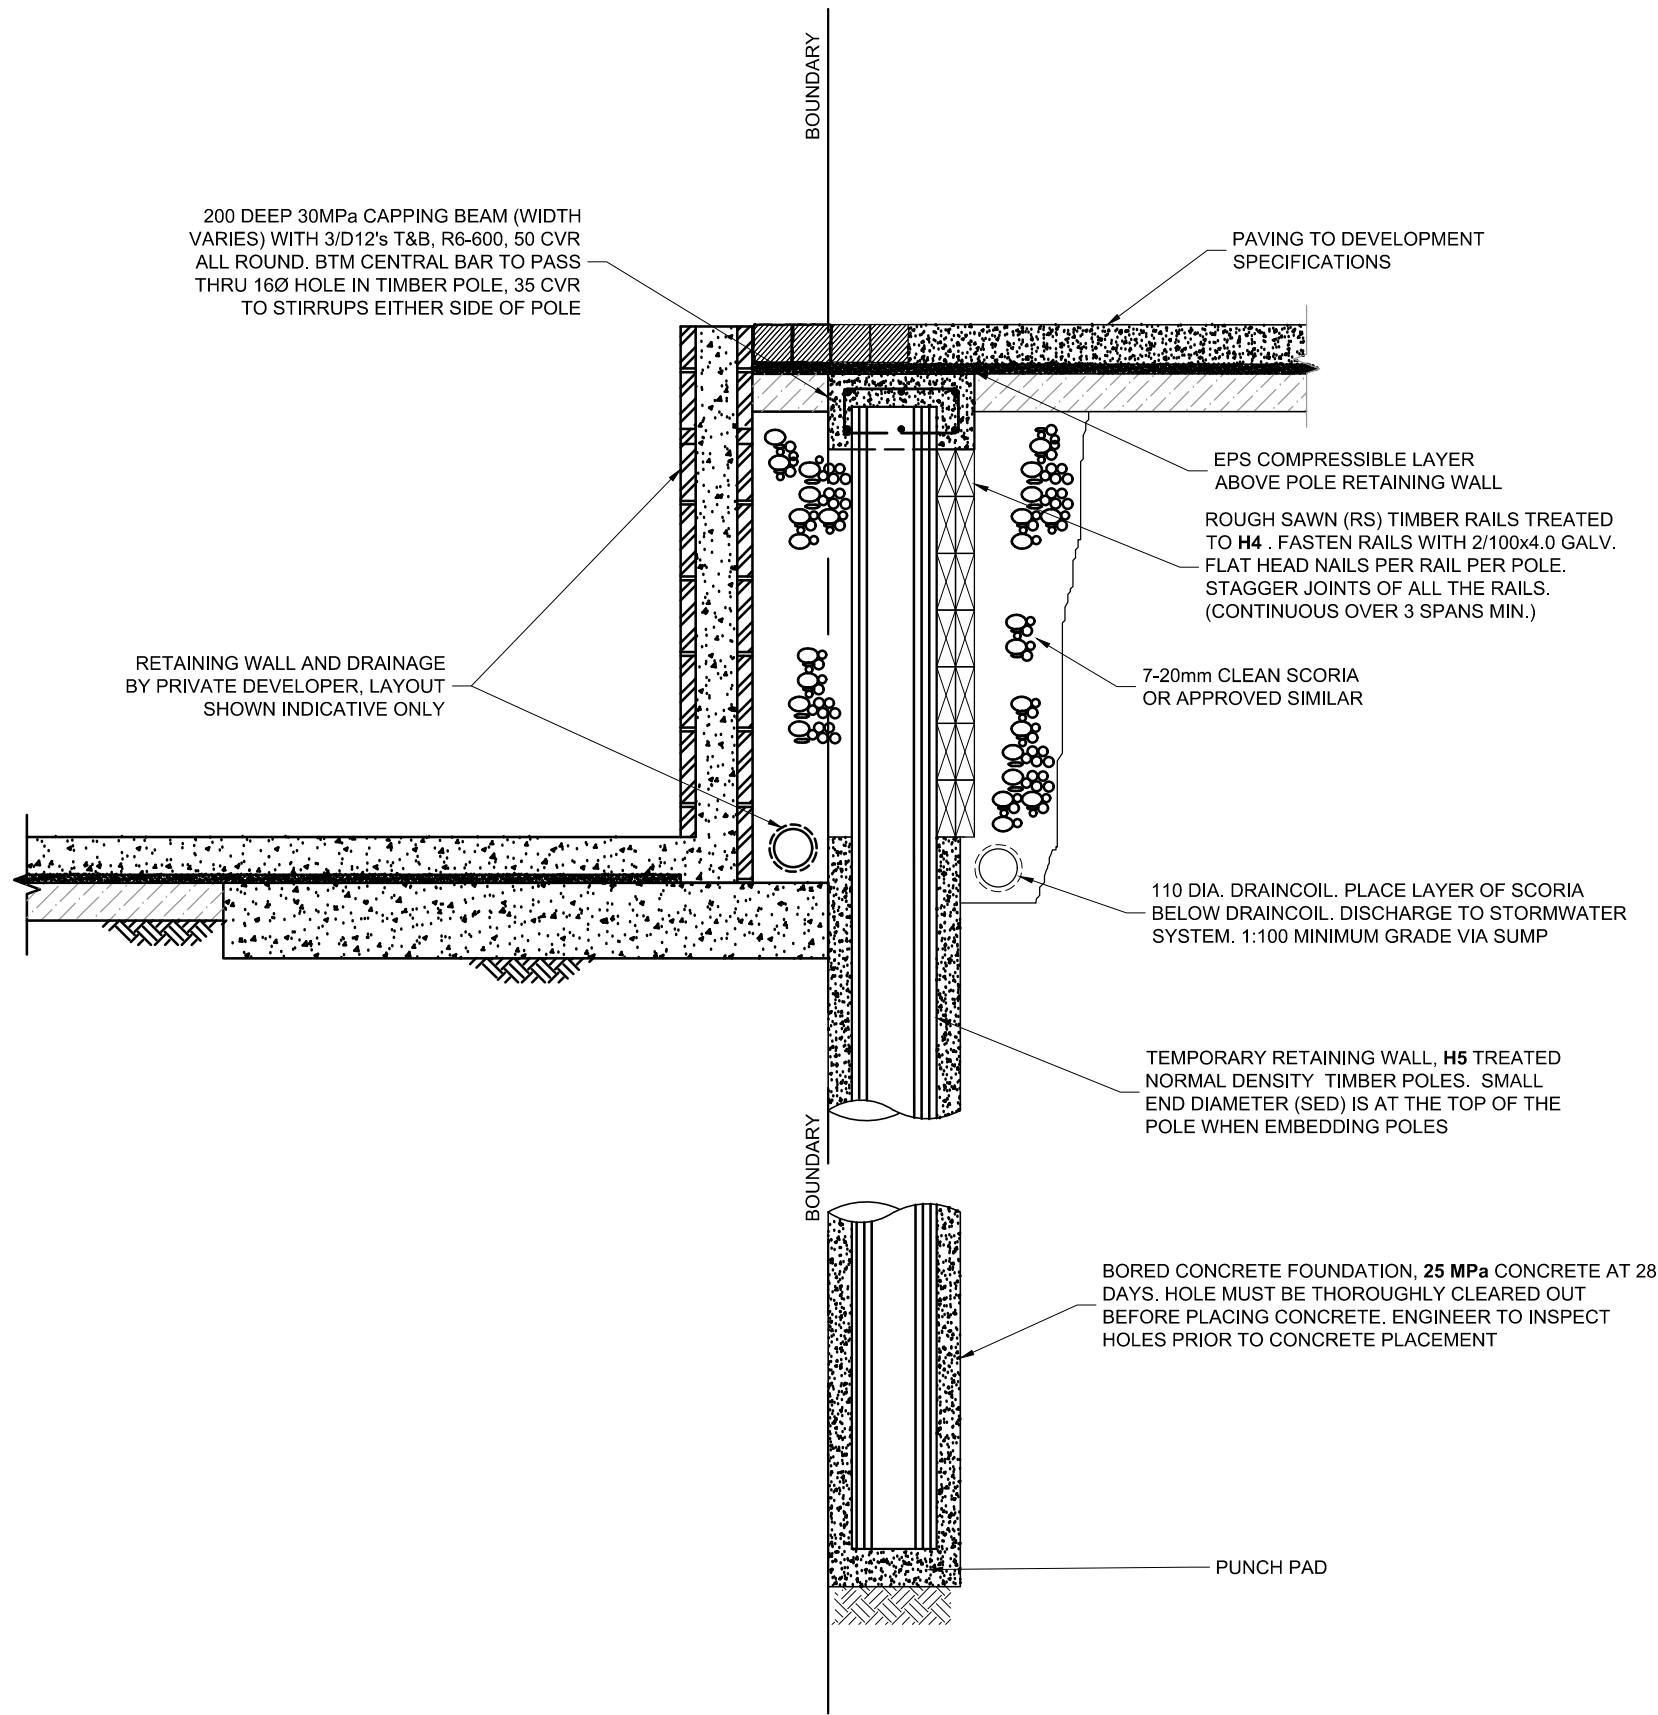 BOUNDARY
200 DEEP 30MPa CAPPING BEAM (WIDTH
VARIES) WITH 3/D12's T&B, R6-600, 50 CVR
ALL ROUND. BTM CENTRAL BAR TO PASS
THRU 16Ø HOLE IN TIMBER POLE, 35 CVR
TO STIRRUPS EITHER SIDE OF POLE
PAVING TO DEVELOPMENT
SPECIFICATIONS
EPS COMPRESSIBLE LAYER
ABOVE POLE RETAINING WALL
ROUGH SAWN (RS) TIMBER RAILS TREATED
TO H4 . FASTEN RAILS WITH 2/100x4.0 GALV.
FLAT HEAD NAILS PER RAIL PER POLE.
STAGGER JOINTS OF ALL THE RAILS.
(CONTINUOUS OVER 3 SPANS MIN.)
RETAINING WALL AND DRAINAGE
BY PRIVATE DEVELOPER, LAYOUT
SHOWN INDICATIVE ONLY
7-20mm CLEAN SCORIA
OR APPROVED SIMILAR
110 DIA. DRAINCOIL. PLACE LAYER OF SCORIA
BELOW DRAINCOIL. DISCHARGE TO STORMWATER
SYSTEM. 1:100 MINIMUM GRADE VIA SUMP
TEMPORARY RETAINING WALL, H5 TREATED
NORMAL DENSITY TIMBER POLES. SMALL
END DIAMETER (SED) IS AT THE TOP OF THE
POLE WHEN EMBEDDING POLES
BOUNDARY
BORED CONCRETE FOUNDATION, 25 MPa CONCRETE AT 28
DAYS. HOLE MUST BE THOROUGHLY CLEARED OUT
BEFORE PLACING CONCRETE. ENGINEER TO INSPECT
HOLES PRIOR TO CONCRETE PLACEMENT
PUNCH PAD